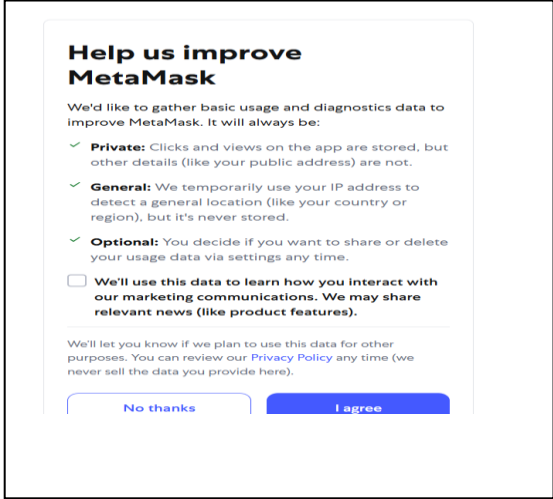 Help us improve
MetaMask
We'd like to gather basic usage and diagnostics data to
improve MetaMask. It will always be:
Private: Clicks and views on the app are stored, but
other details (like your public address) are not.
General: We temporarily use your IP address to
detect a general location (like your country or
region), but it's never stored.
Optional: You decide if you want to share or delete
your usage data via settings any time.
We'll use this data to learn how you interact with
our marketing communications. We may share
relevant news (like product features).
We'll let you know if we plan to use this data for other
purposes. You can review our Privacy Policy any time (we
never sell the data you provide here).
No thanks
I agree